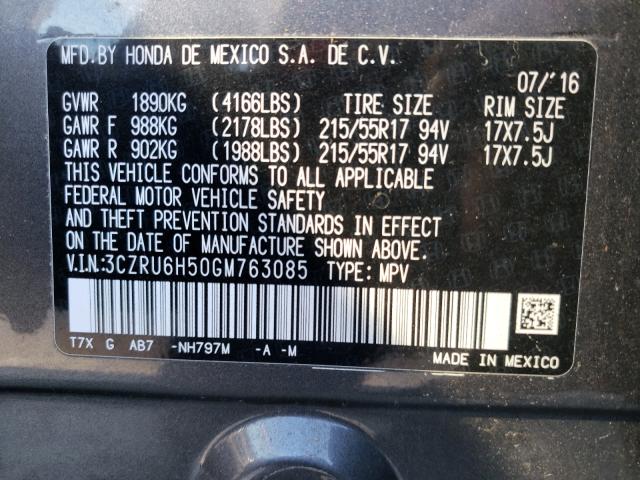 MFD.BY HONDA DE MEXICO S.A. DE C.V.
07/'16
GVWR 1890KG (4166LBS) TIRE SIZE RIM SIZE
GAWR F 988KG (2178LBS) 215/55R17 94V 17X7.5J
GAWR R 902KG (1988LBS) 215/55R17 94V 17X7.5J
THIS VEHICLE CONFORMS TO ALL APPLICABLE
FEDERAL MOTOR VEHICLE SAFETY
AND THEFT PREVENTION STANDARDS IN EFFECT
ON THE DATE OF MANUFACTURE SHOWN ABOVE.
V.I.N:3CZRU6H50GM763085 TYPE: MPV
T7X G AB7 -NH797M -A -M
MADE IN MEXICO